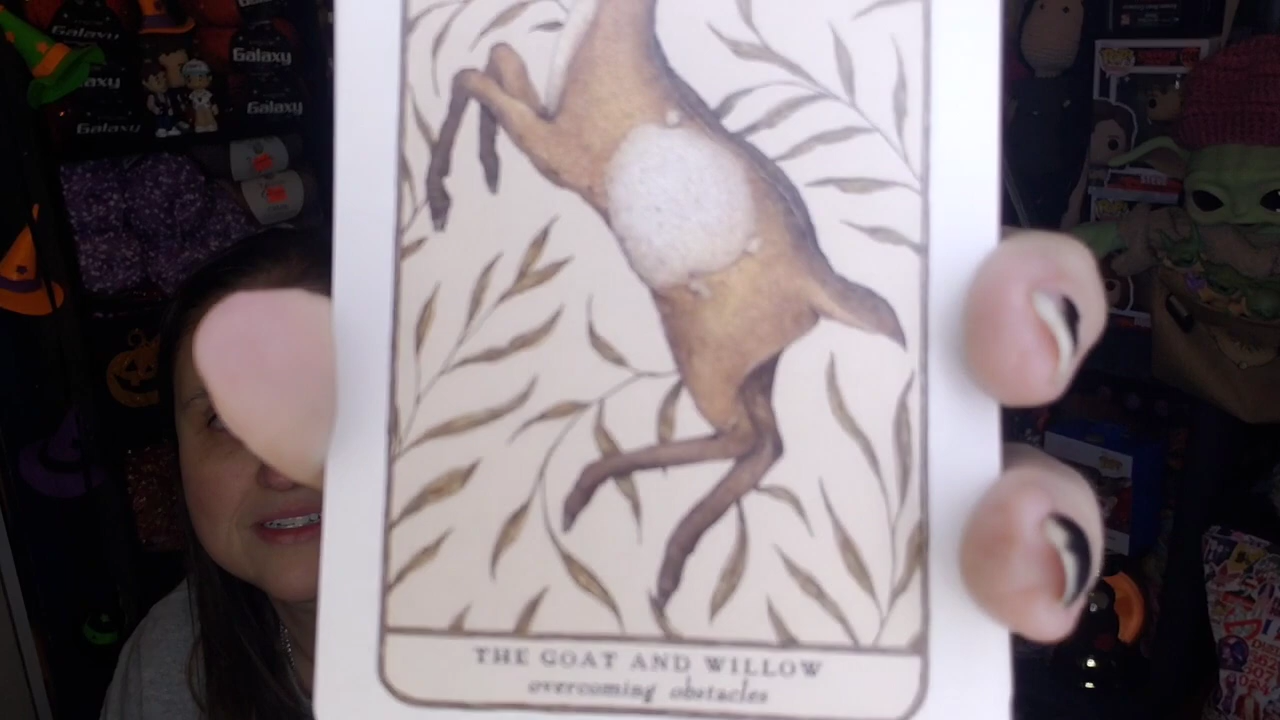 Galaxy
Galaxy
Galaxy
Galaxy
THE GOAT AND WILLOW
overcoming obstacles